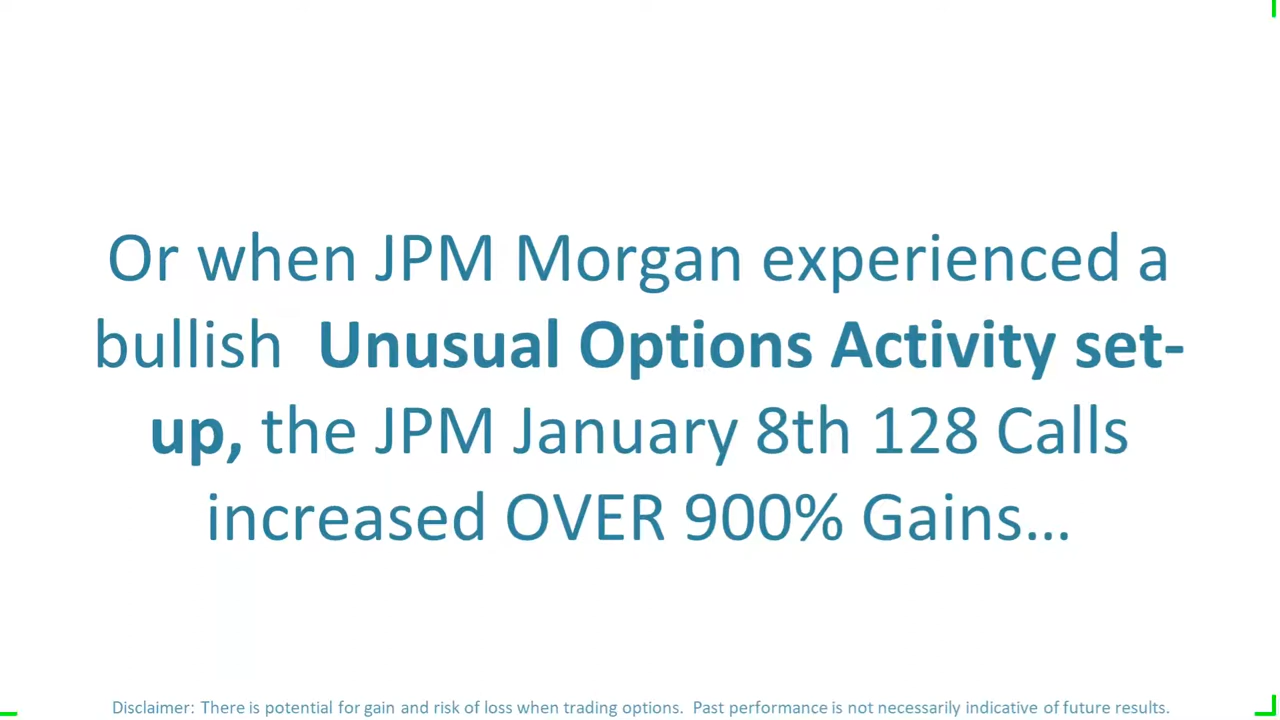 Or when JPM Morgan experienced a
bullish  Unusual Options Activity set-
up, the JPM January 8th 128 Calls
increased OVER 900% Gains...
Disclaimer: There is potential for gain and risk of loss when trading options.  Past performance is not necessarily indicative of future results.